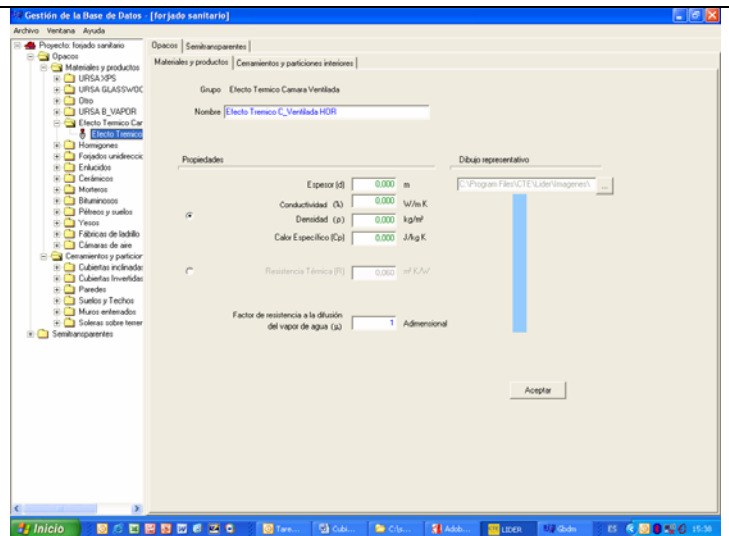 Gestión de la Base de Datos - [forjado sanitario]
Archivo Ventana Ayuda
Proyecto: forjado sanitario
Opacos
Materiales y productos
URSA XPS
URSA GLASSWOO
Otro
URSA B_VAPOR
Efecto Termico Car
Efecto Tremico
Hormigones
Forjados unidireccic
Enlucidos
Cerámicos
Morteros
Bituminosos
Pétreos y suelos
Yesos
Fábricas de ladrillo
Cámaras de aire
Cerramientos y particior
Cubiertas inclinadas
Cubiertas Invertidas
Paredes
Suelos y Techos
Muros enterrados
Soleras sobre terrer
Semitransparentes
Opacos Semitransparentes
Materiales y productos Cerramientos y particiones interiores
Grupo Efecto Termico Camara Ventilada
Nombre Efecto Tremico C_Ventilada HOR
Propiedades
Dibujo representativo
Espesor (d) 0,000 m
C:\Program Files\CTE\Lider\Imagenes\ ...
Conductividad (λ) 0,000 W/m K
Densidad (ρ) 0,000 kg/m³
Calor Específico (Cp) 0,000 J/kg K
Resistencia Térmica (R) 0,060 m² K/W
Factor de resistencia a la difusión
del vapor de agua (μ) 1 Adimensional
Aceptar
Inicio Tare... Cubi... C:\s... Adob... LIDER Qbdm ES 15:38